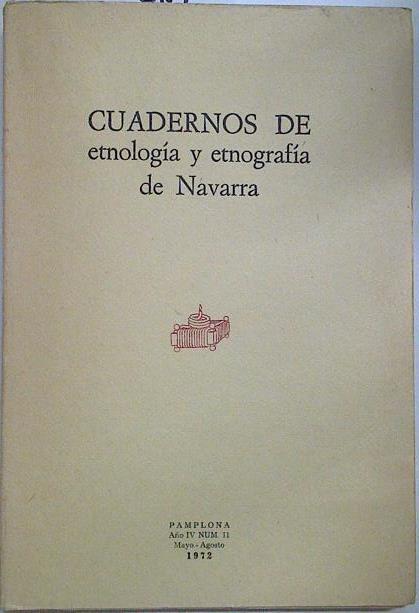 CUADERNOS DE
etnología y etnografía
de Navarra
PAMPLONA
Año IV NUM. 11
Mayo - Agosto
1972